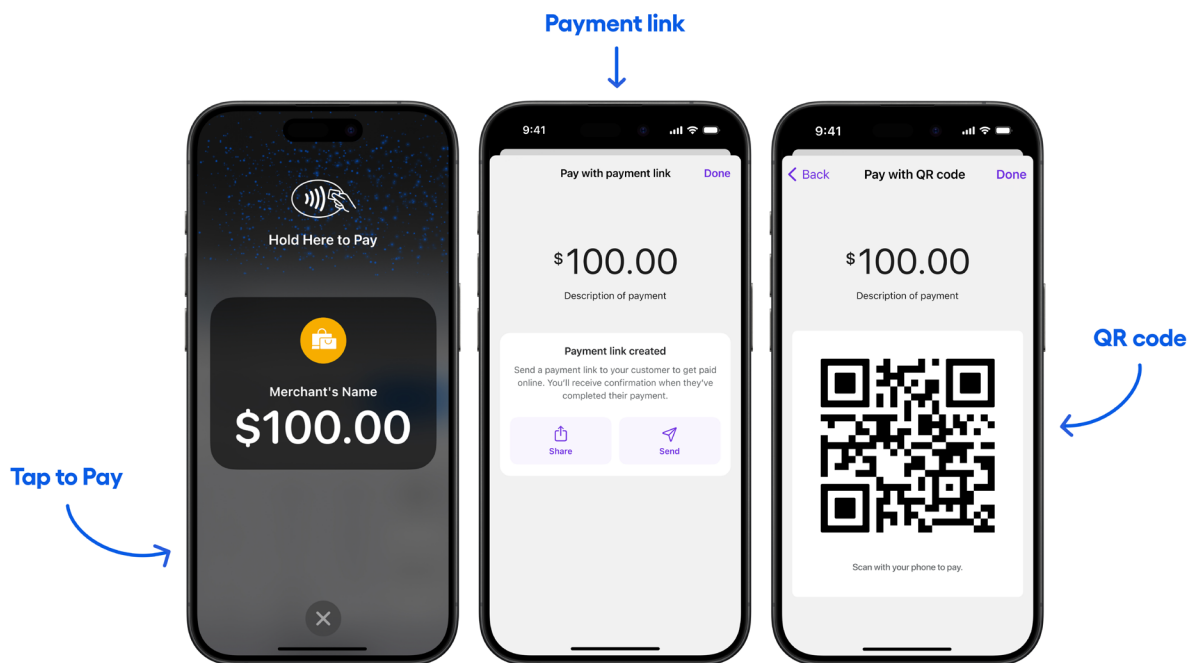 Payment link
Tap to Pay
Hold Here to Pay
Merchant's Name
$100.00
9:41
Pay with payment link
Done
$100.00
Description of payment
Payment link created
Send a payment link to your customer to get paid
online. You'll receive confirmation when they've
completed their payment.
Share
Send
9:41
Back
Pay with QR code
Done
$100.00
Description of payment
Scan with your phone to pay.
QR code